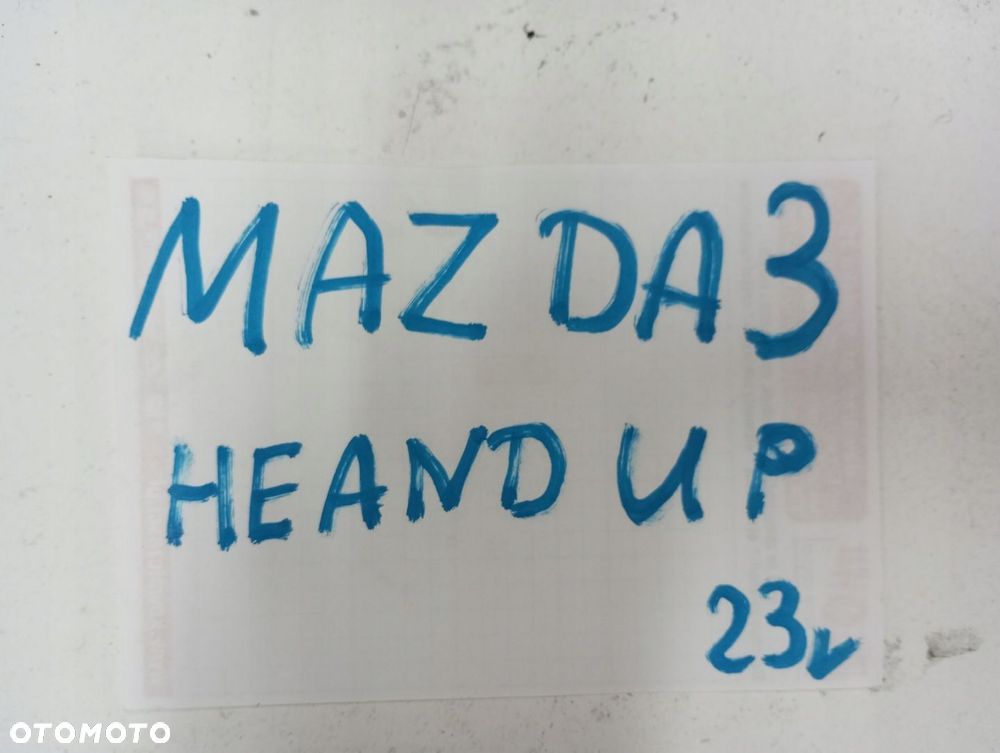 MAZDA3
HEAND UP
23r
OTOMOTO